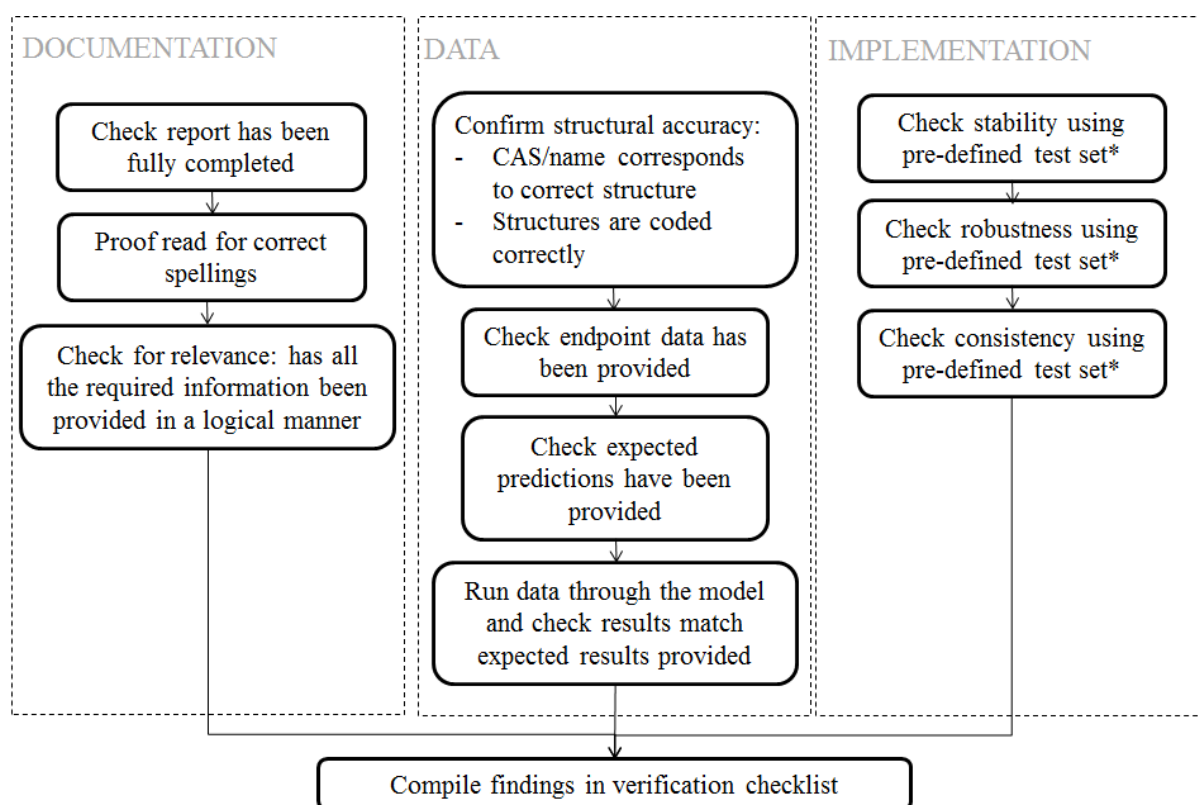 DOCUMENTATION
Check report has been
fully completed
Proof read for correct
spellings
Check for relevance: has all
the required information been
provided in a logical manner
DATA
Confirm structural accuracy:
- CAS/name corresponds
to correct structure
- Structures are coded
correctly
Check endpoint data has
been provided
Check expected
predictions have been
provided
Run data through the model
and check results match
expected results provided
IMPLEMENTATION
Check stability using
pre-defined test set*
Check robustness using
pre-defined test set*
Check consistency using
pre-defined test set*
Compile findings in verification checklist